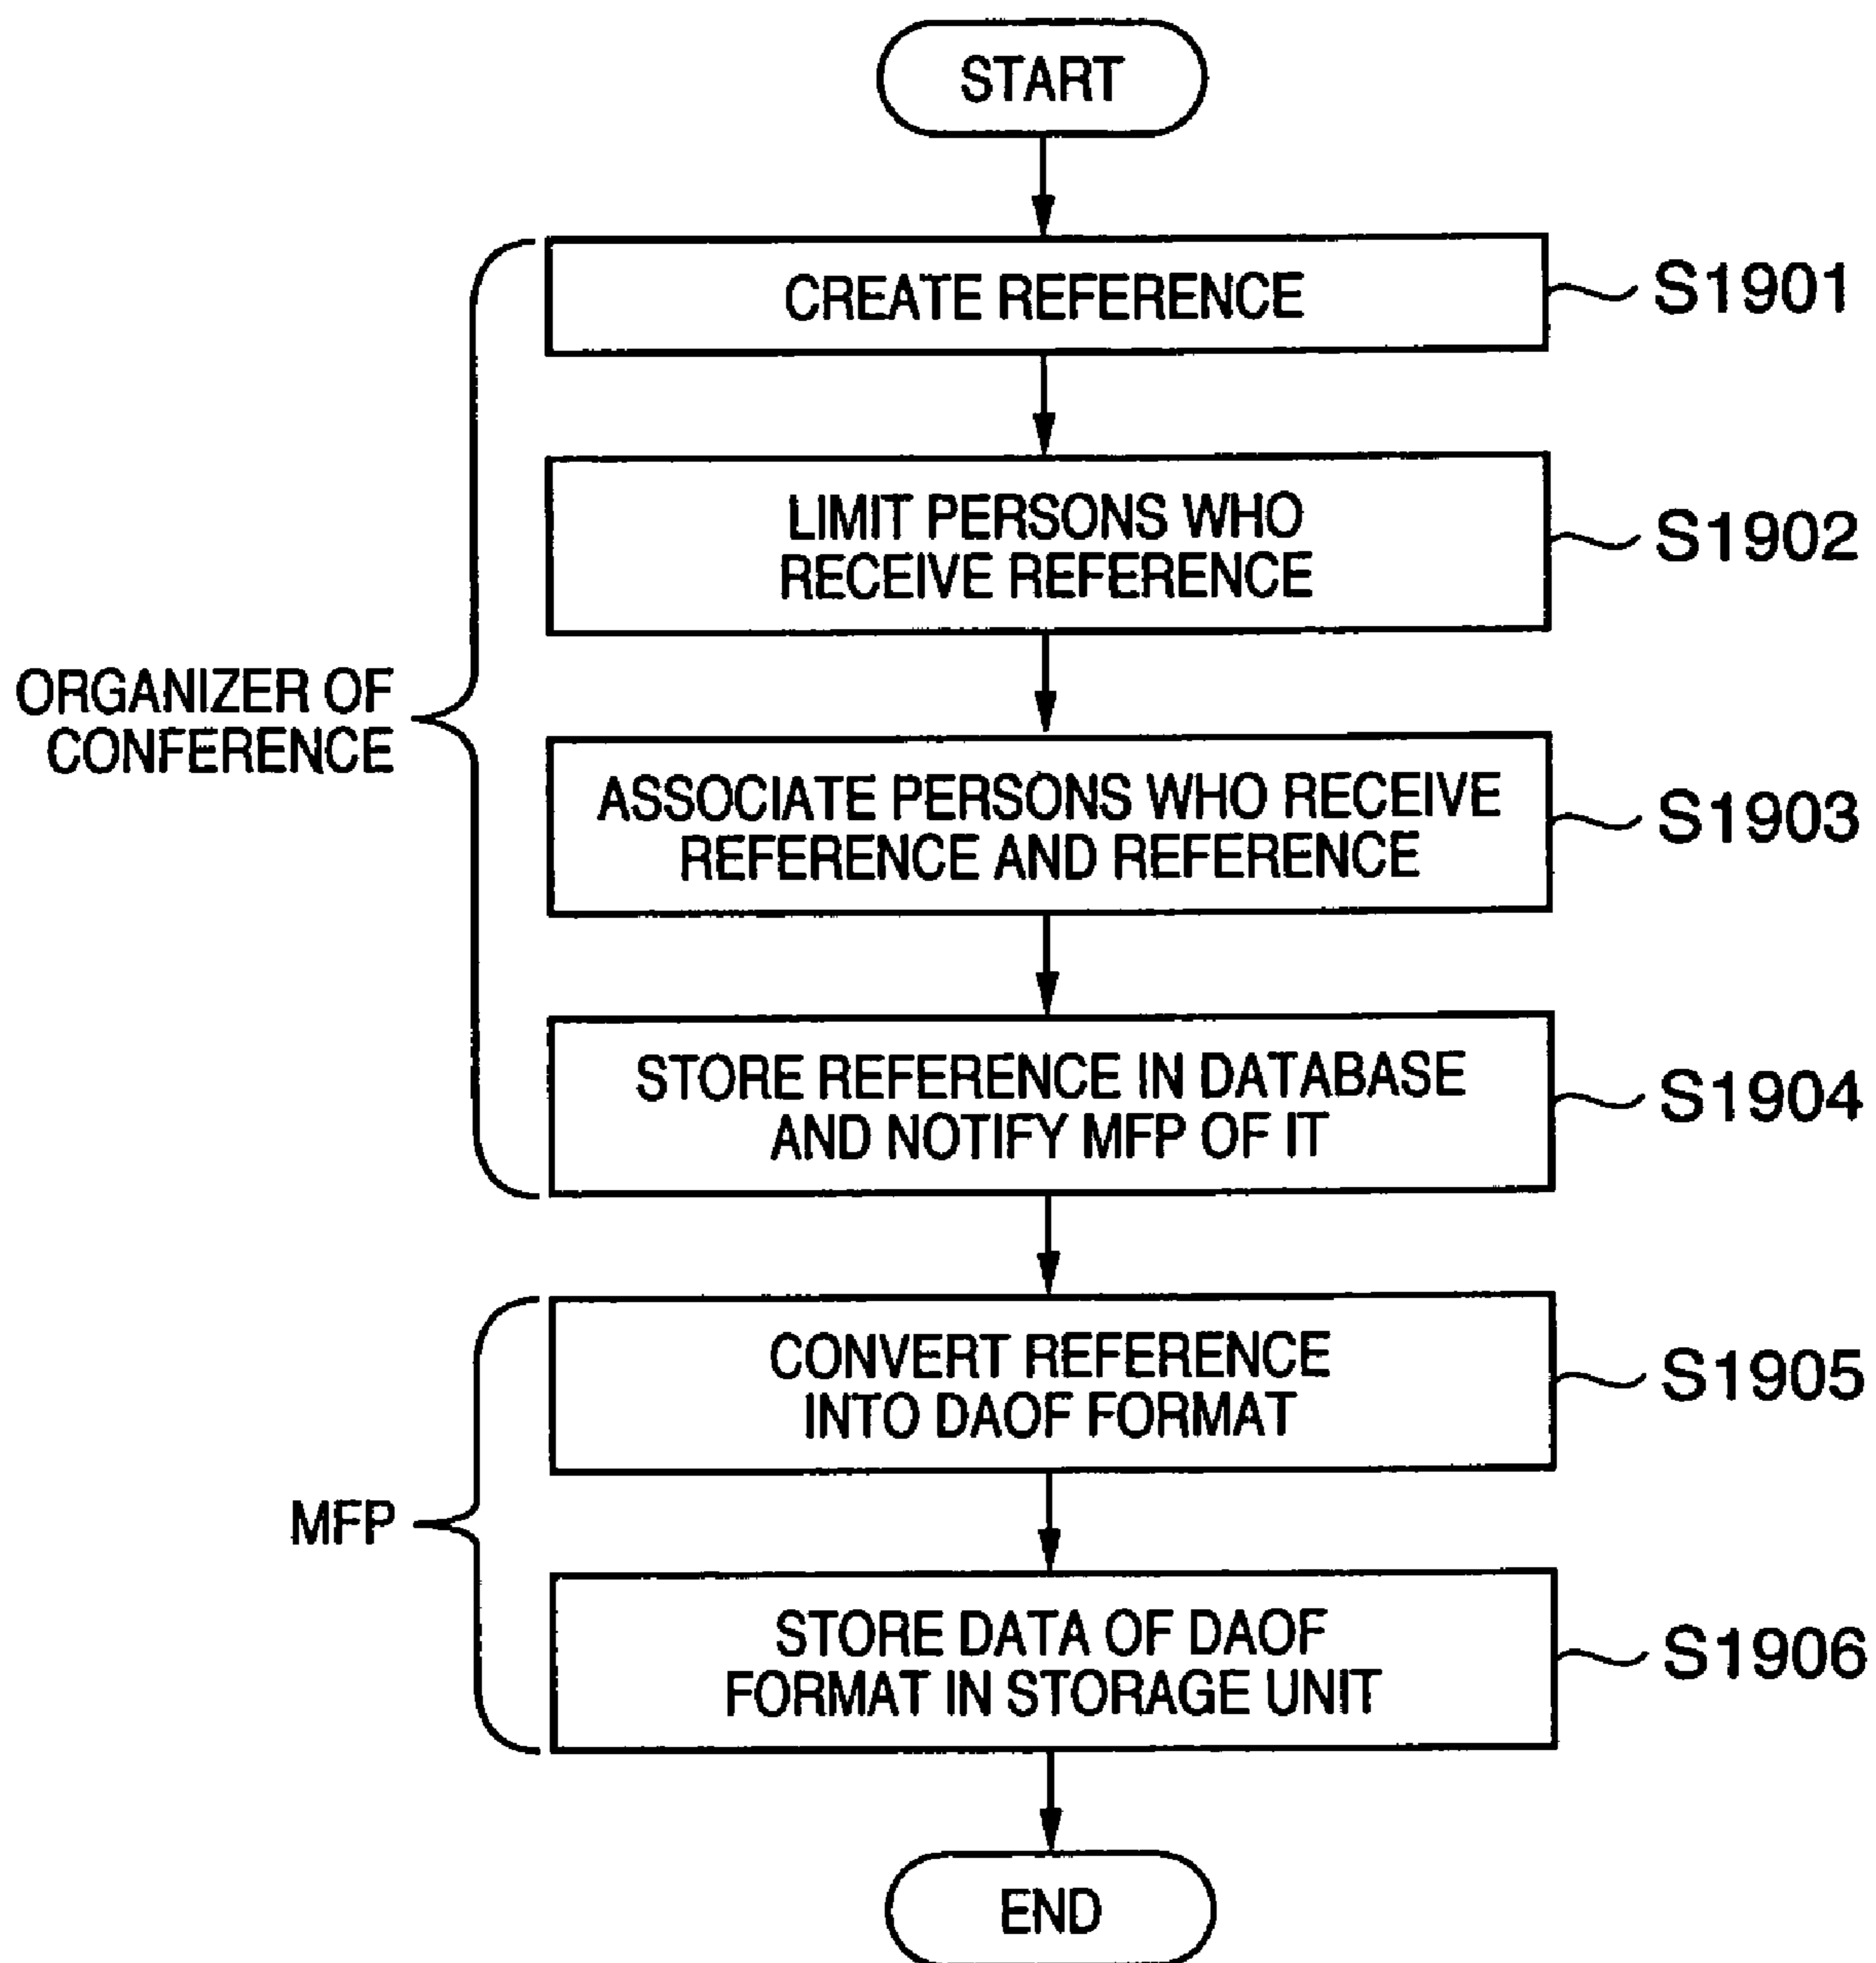 START
CREATE REFERENCE
S1901
LIMIT PERSONS WHO
RECEIVE REFERENCE
S1902
ORGANIZER OF
CONFERENCE
ASSOCIATE PERSONS WHO RECEIVE
REFERENCE AND REFERENCE
S1903
STORE REFERENCE IN DATABASE
AND NOTIFY MFP OF IT
S1904
CONVERT REFERENCE
INTO DAOF FORMAT
S1905
MFP
STORE DATA OF DAOF
FORMAT IN STORAGE UNIT
S1906
END